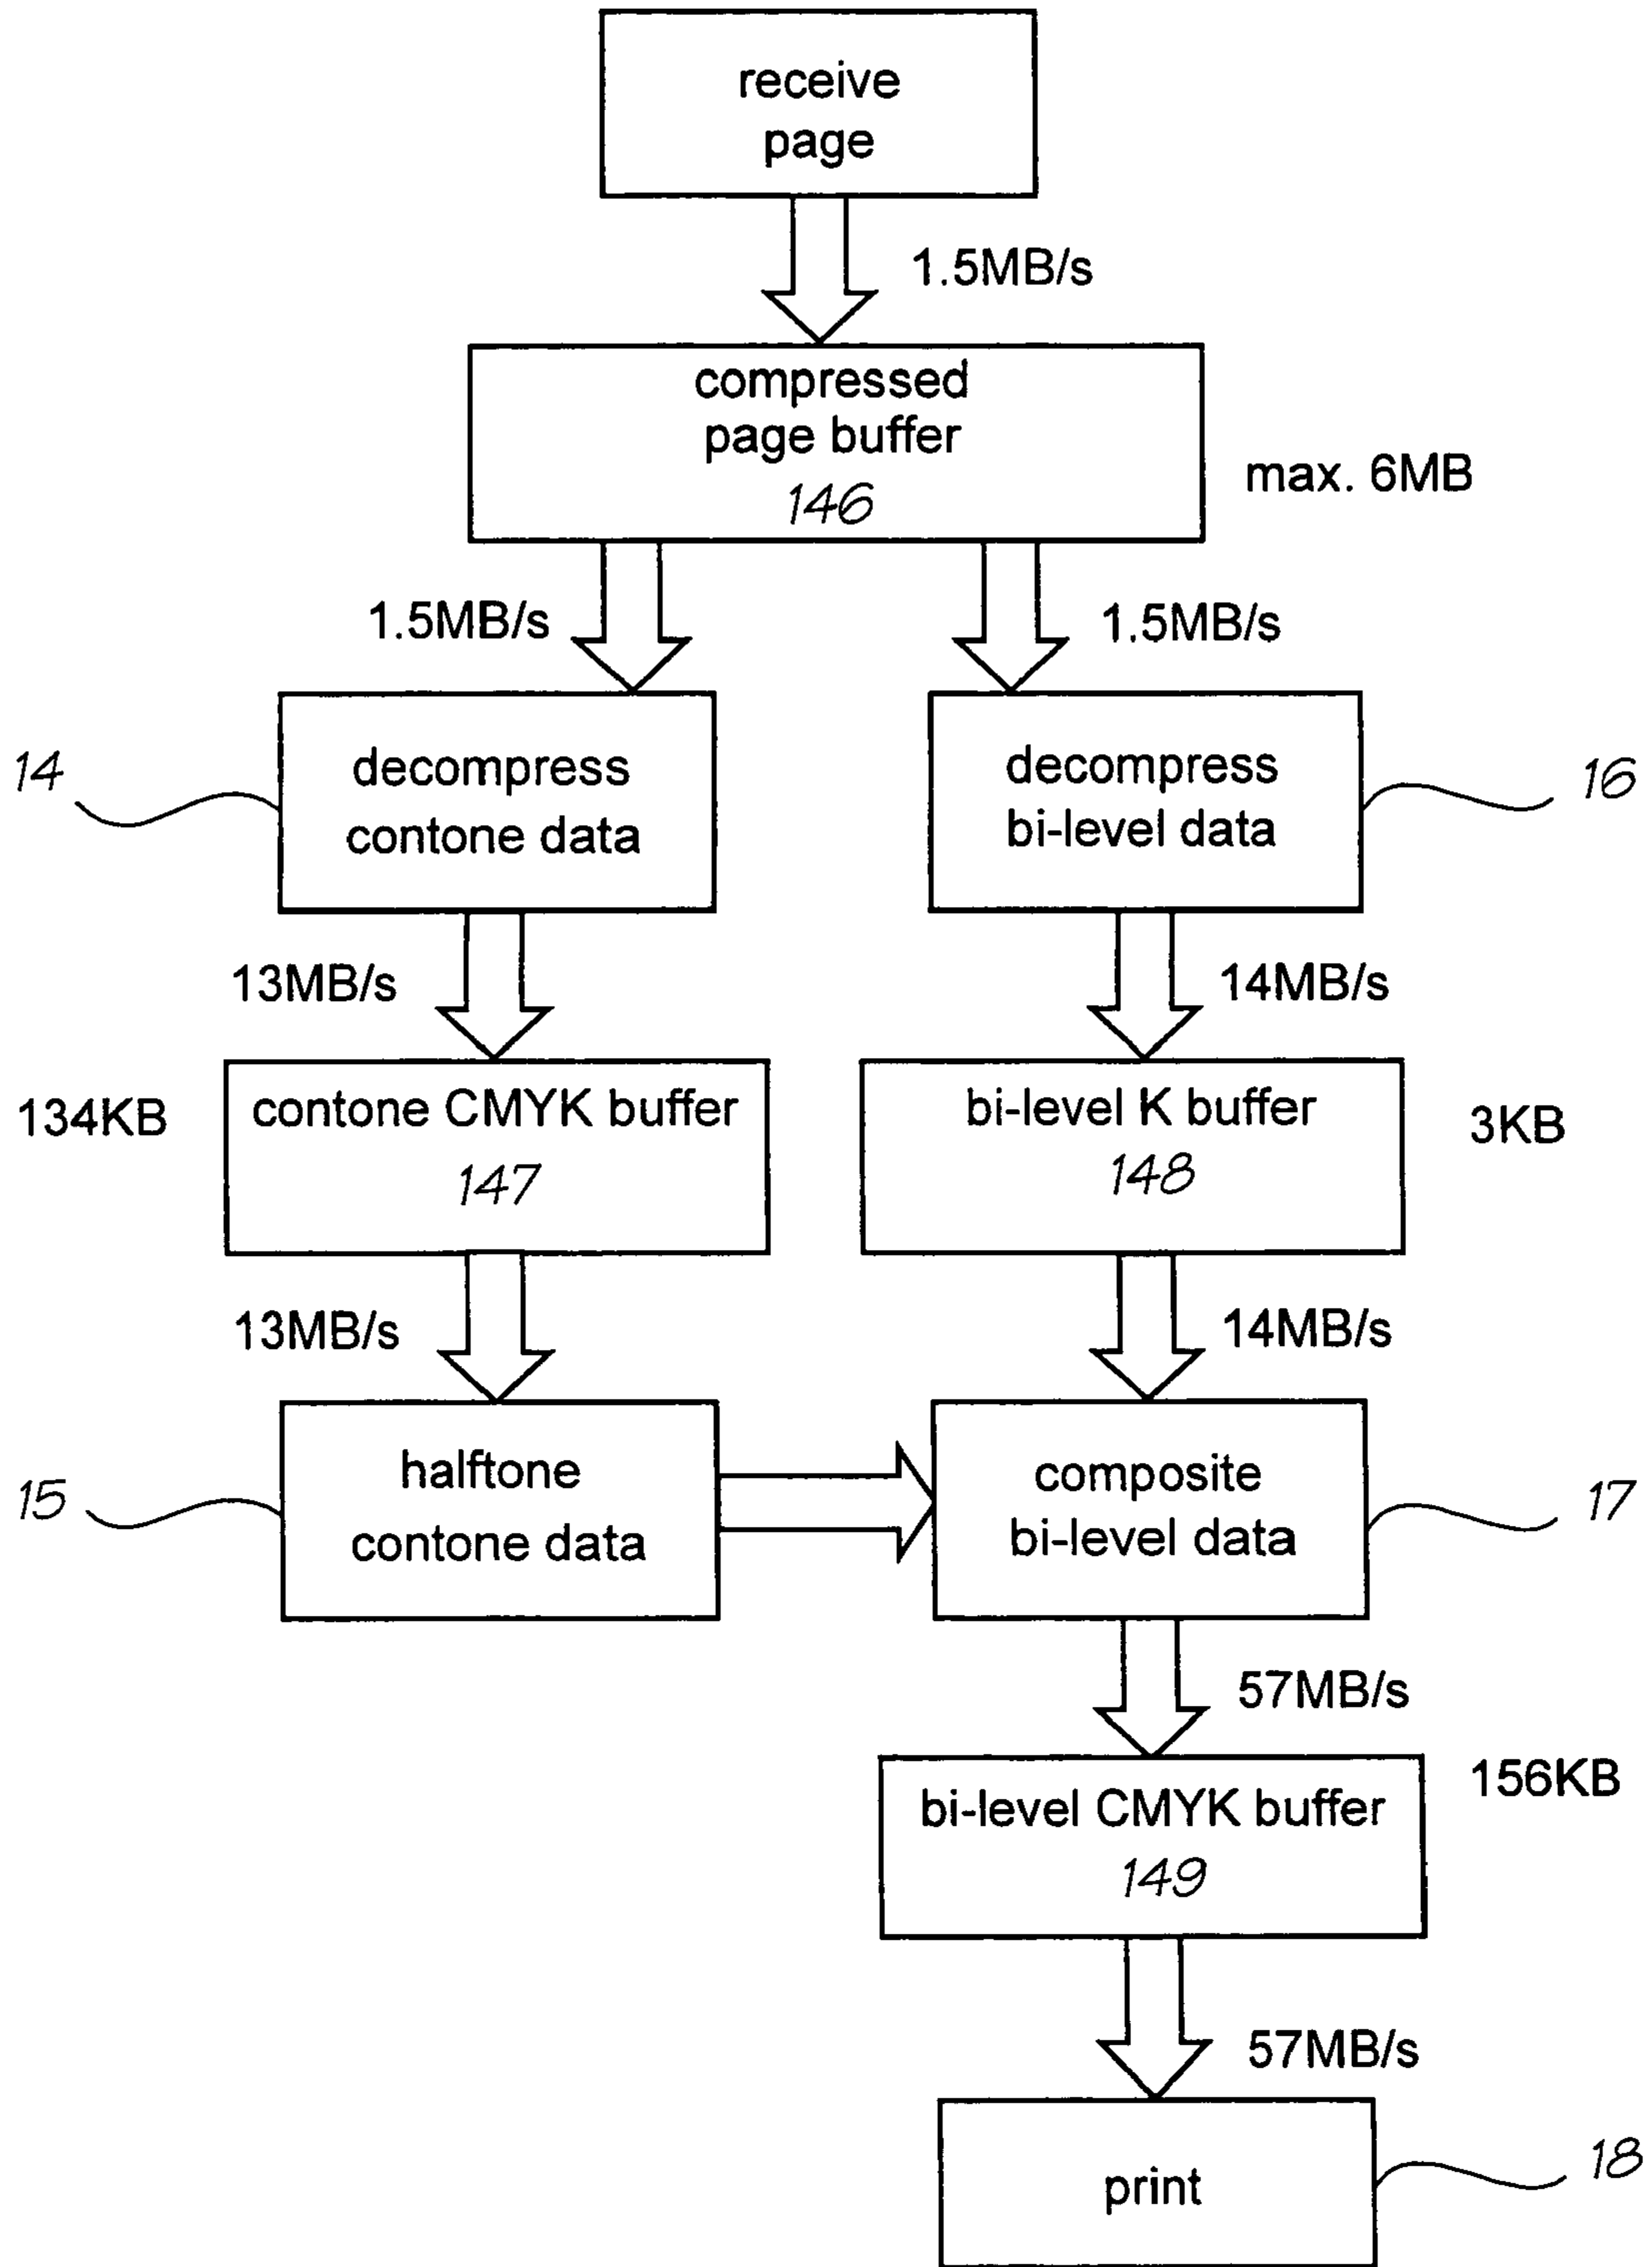 receive
page
1.5MB/s
compressed
page buffer
146
max. 6MB
1.5MB/s
1.5MB/s
14
decompress
contone data
decompress
bi-level data
16
13MB/s
14MB/s
134KB
contone CMYK buffer
147
bi-level K buffer
148
3KB
13MB/s
14MB/s
15
halftone
contone data
composite
bi-level data
17
57MB/s
bi-level CMYK buffer
149
156KB
57MB/s
print
18